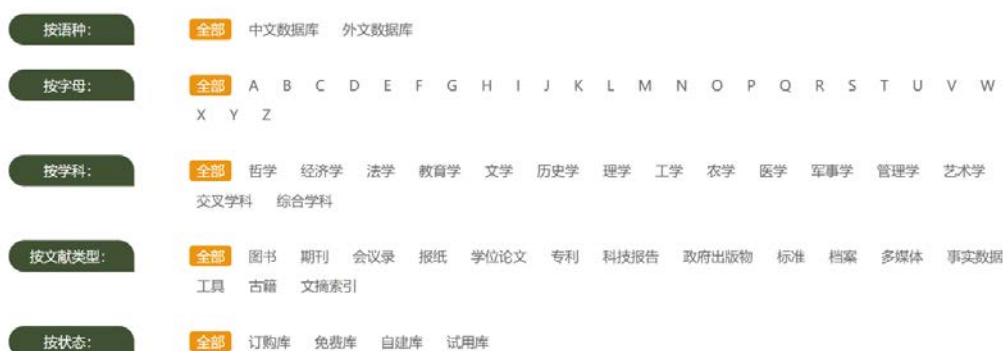 按语种: 全部 中文数据库 外文数据库
按字母: 全部 A B C D E F G H I J K L M N O P Q R S T U V W
X Y Z
按学科: 全部 哲学 经济学 法学 教育学 文学 历史学 理学 工学 农学 医学 军事学 管理学 艺术学
交叉学科 综合学科
按文献类型: 全部 图书 期刊 会议录 报纸 学位论文 专利 科技报告 政府出版物 标准 档案 多媒体 事实数据
工具 古籍 文摘索引
按状态: 全部 订购库 免费库 自建库 试用库